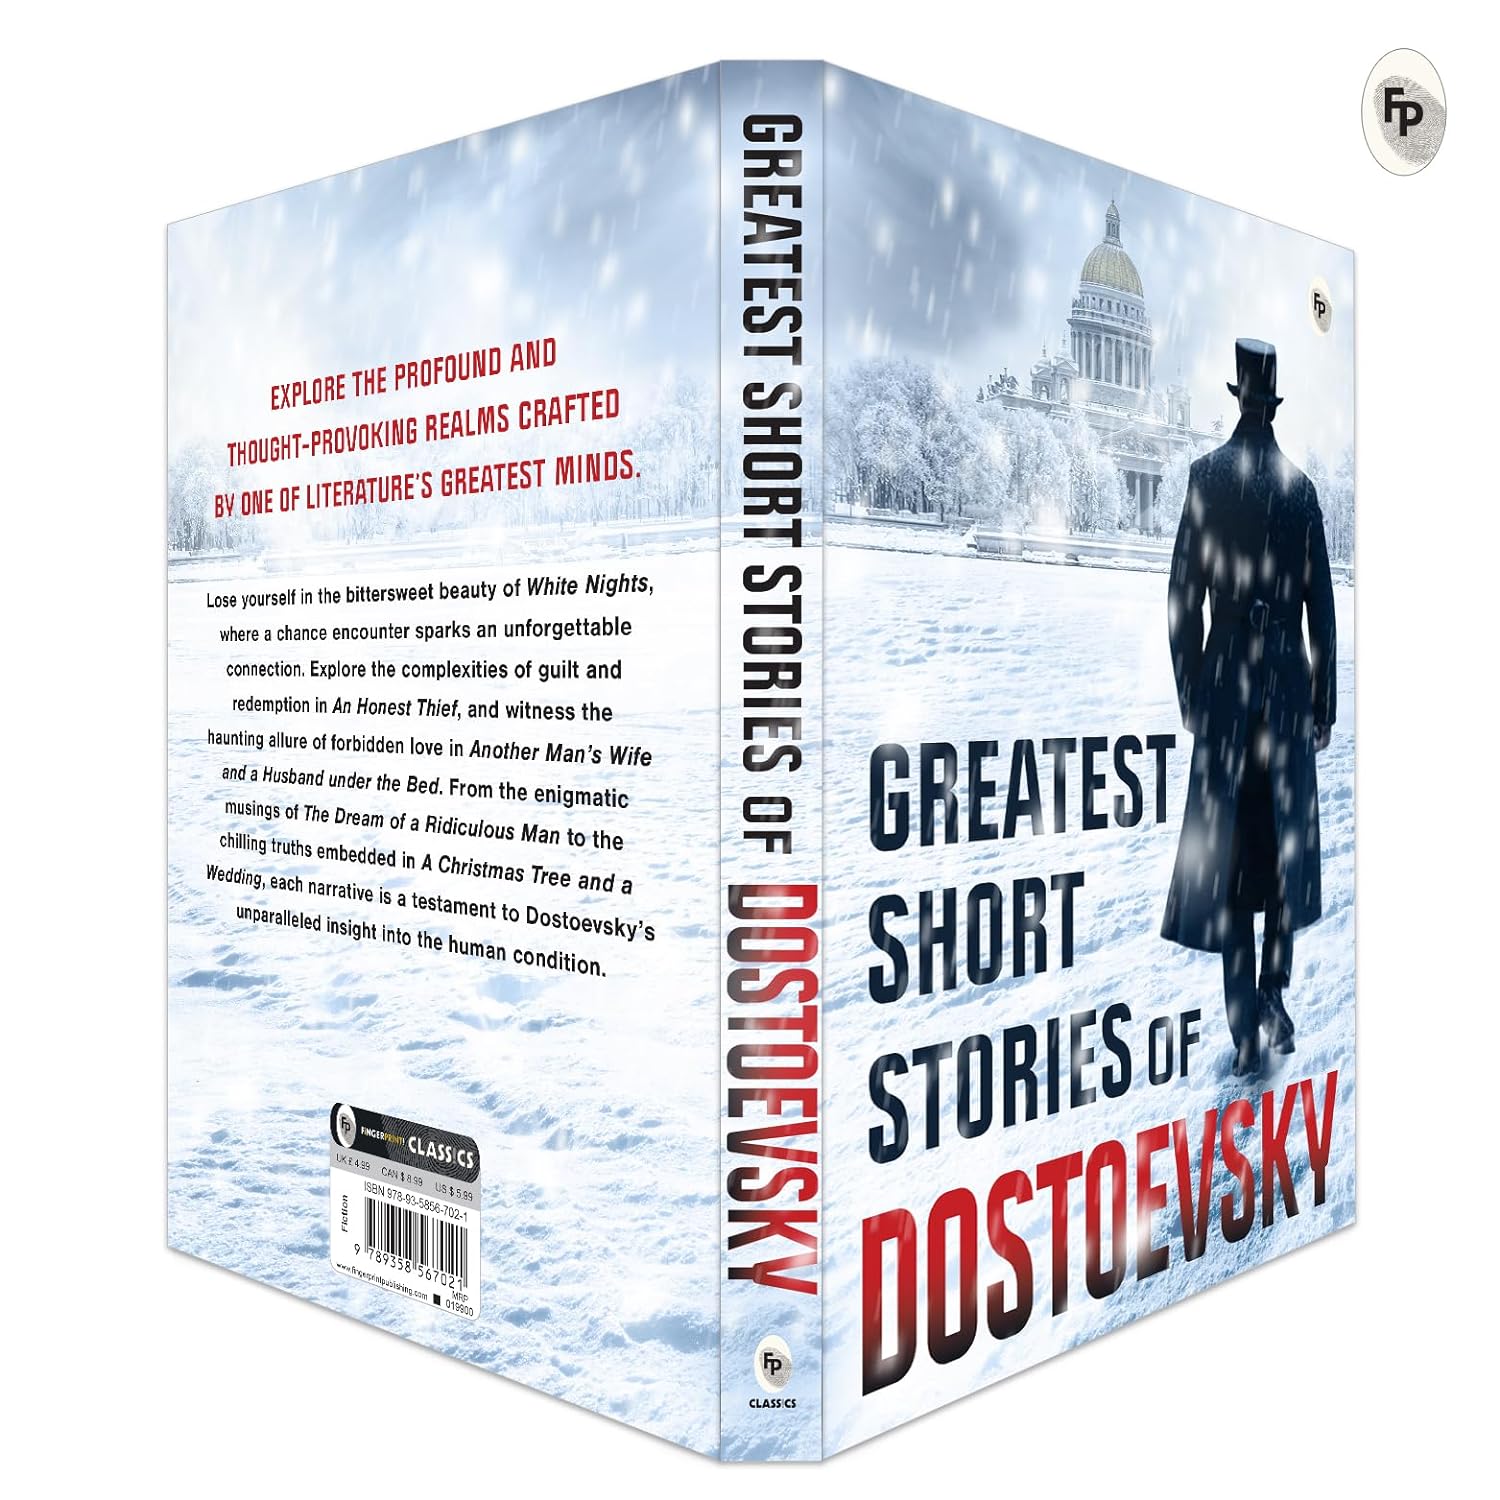 FP
EXPLORE THE PROFOUND AND
THOUGHT-PROVOKING REALMS CRAFTED
BY ONE OF LITERATURE'S GREATEST MINDS.
Lose yourself in the bittersweet beauty of White Nights,
where a chance encounter sparks an unforgettable
connection. Explore the complexities of guilt and
redemption in An Honest Thief, and witness the
haunting allure of forbidden love in Another Man's Wife
and a Husband under the Bed. From the enigmatic
musings of The Dream of a Ridiculous Man to the
chilling truths embedded in A Christmas Tree and a
Wedding, each narrative is a testament to Dostoevsky's
unparalleled insight into the human condition.
FP FINGERPRINT! CLASSICS
UK £ 4.99 CAN $ 8.99 US $ 5.99
ISBN 978-93-5856-702-1
Fiction
9 789358 567021
www.fingerprintpublishing.com
MRP
019900
GREATEST SHORT STORIES OF DOSTOEVSKY
FP
CLASSICS
FP
GREATEST
SHORT
STORIES OF
DOSTOEVSKY